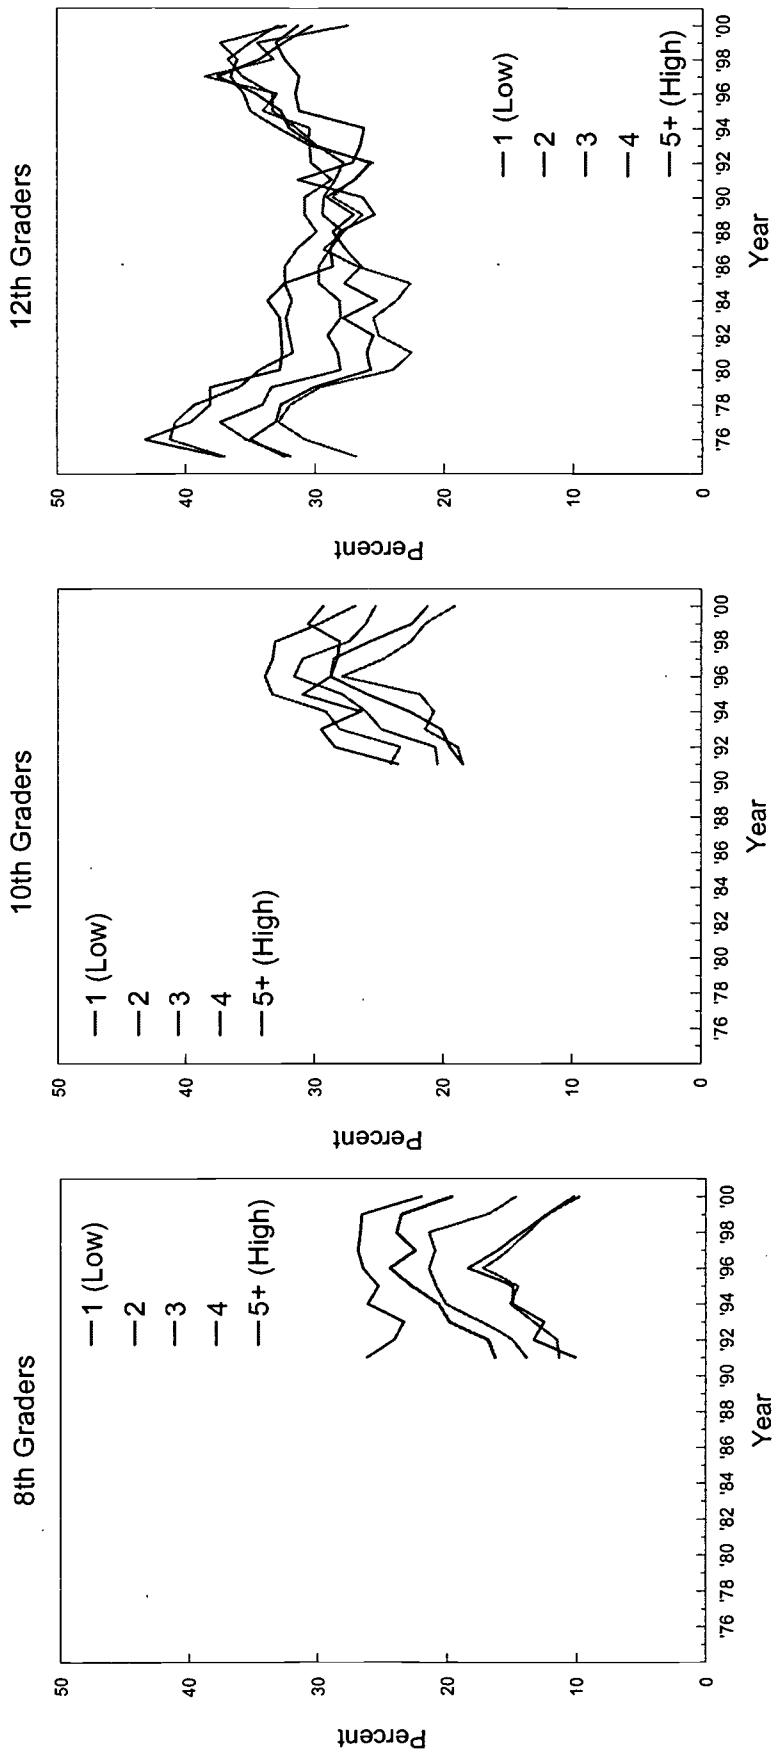 8th Graders
50
40
30
20
10
0
Percent
1 (Low)
2
3
4
5+ (High)
'76 '78 '80 '82 '84 '86 '88 '90 '92 '94 '96 '98 '00
Year
10th Graders
50
40
30
20
10
0
Percent
1 (Low)
2
3
4
5+ (High)
'76 '78 '80 '82 '84 '86 '88 '90 '92 '94 '96 '98 '00
Year
12th Graders
50
40
30
20
10
0
Percent
1 (Low)
2
3
4
5+ (High)
'76 '78 '80 '82 '84 '86 '88 '90 '92 '94 '96 '98 '00
Year